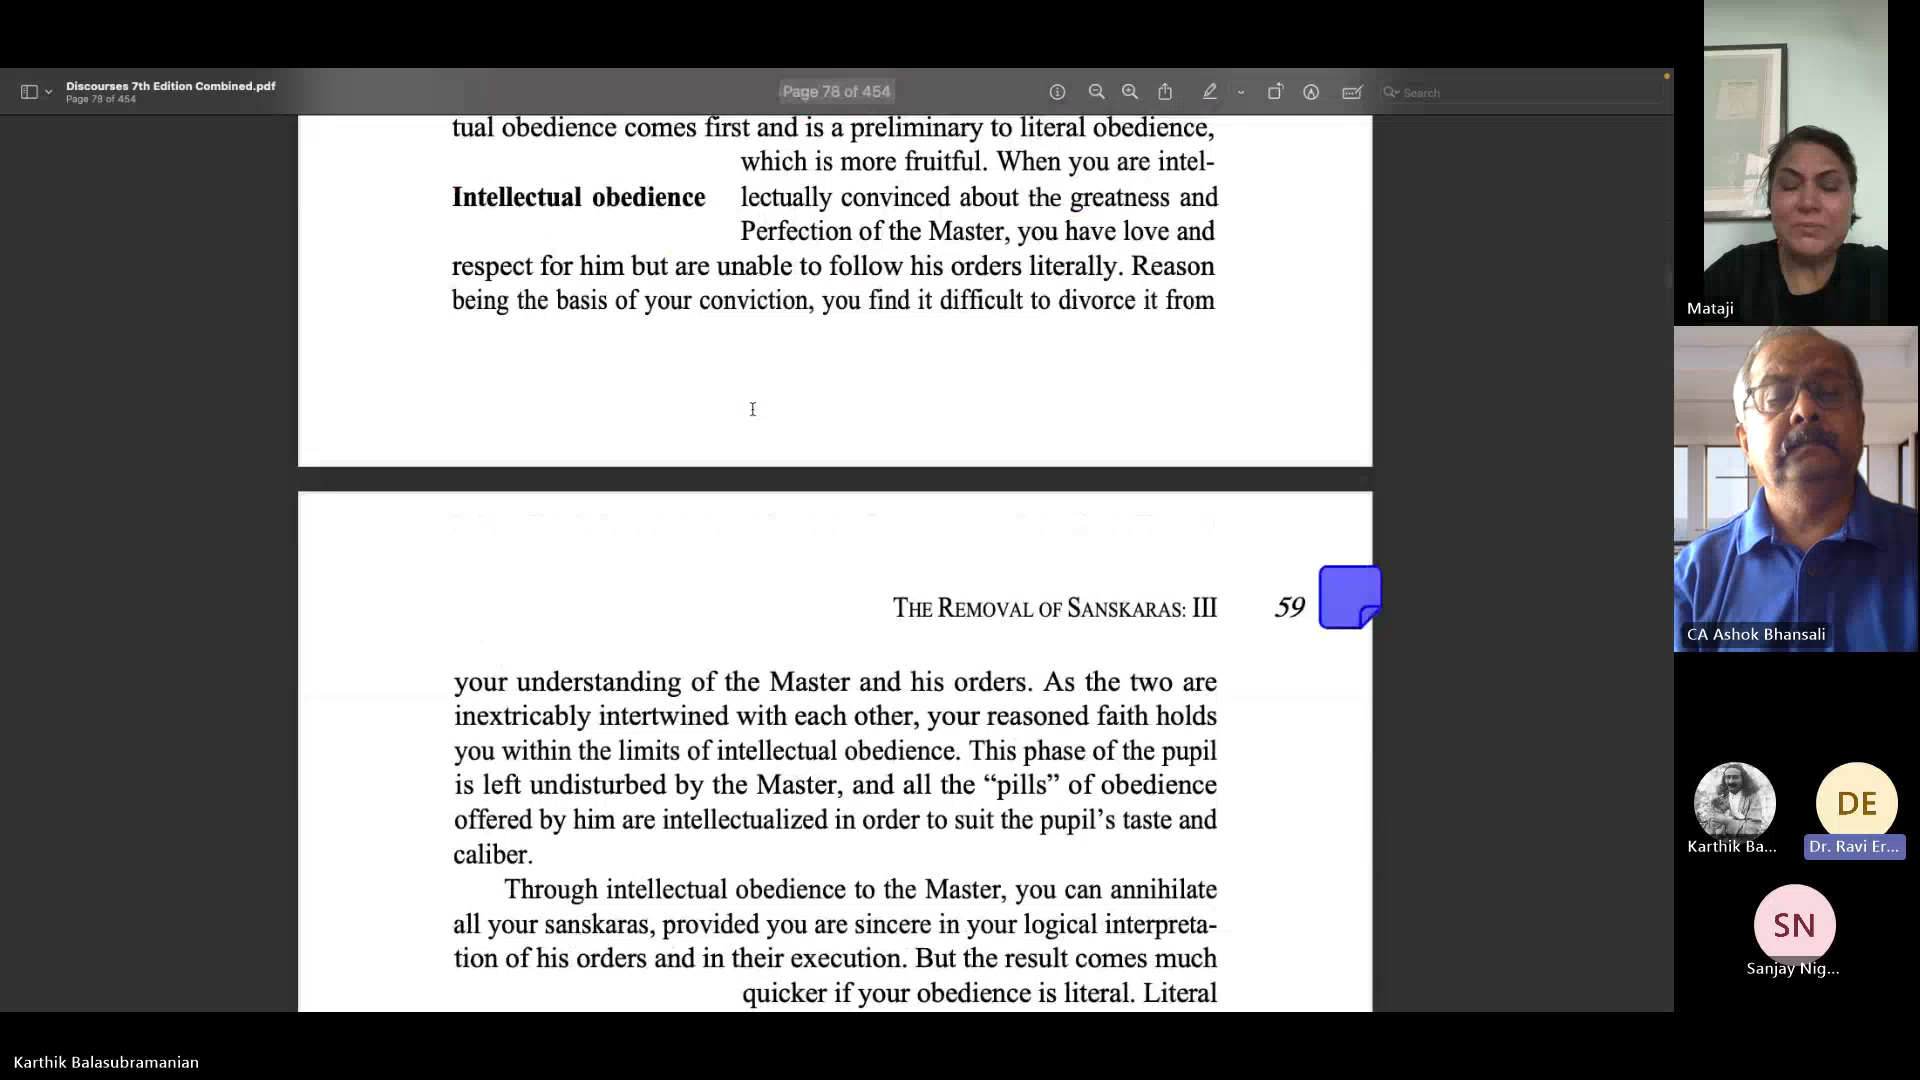 Discourses 7th Edition Combined.pdf
Page 78 of 454
Page 78 of 454
Search
tual obedience comes first and is a preliminary to literal obedience,
which is more fruitful. When you are intel-
Intellectual obedience lectually convinced about the greatness and
Perfection of the Master, you have love and
respect for him but are unable to follow his orders literally. Reason
being the basis of your conviction, you find it difficult to divorce it from
THE REMOVAL OF SANSKARAS: III 59
your understanding of the Master and his orders. As the two are
inextricably intertwined with each other, your reasoned faith holds
you within the limits of intellectual obedience. This phase of the pupil
is left undisturbed by the Master, and all the “pills” of obedience
offered by him are intellectualized in order to suit the pupil’s taste and
caliber.
Through intellectual obedience to the Master, you can annihilate
all your sanskaras, provided you are sincere in your logical interpreta-
tion of his orders and in their execution. But the result comes much
quicker if your obedience is literal. Literal
Mataji
CA Ashok Bhansali
Karthik Ba...
DE
Dr. Ravi Er...
SN
Sanjay Nig...
Karthik Balasubramanian